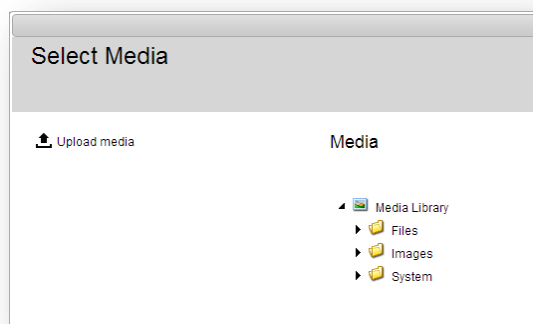 Select Media
Upload media
Media
Media Library
Files
Images
System